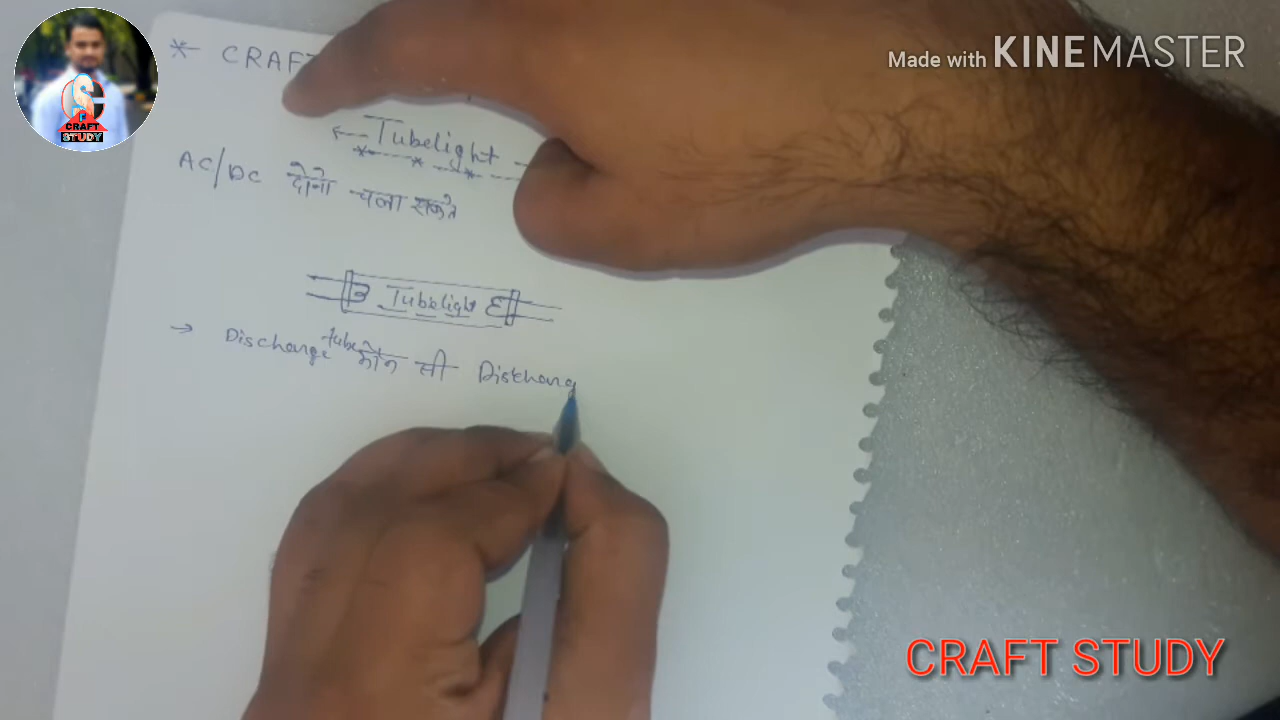 Made with KINEMASTER
CRAFT
STUDY
* CRAFT
Tubelight
AC/DC दोनो चला सकते
Tubelight
→ Discharge tube कौन सी Discharg
CRAFT STUDY